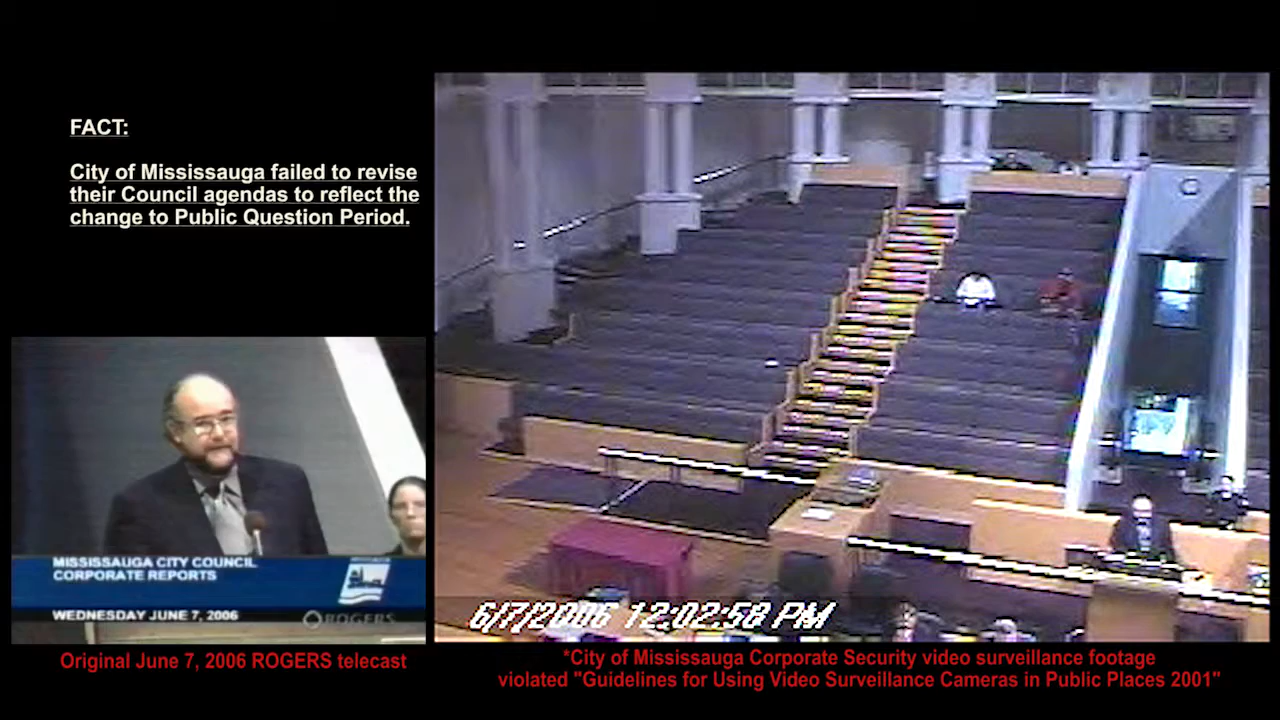 FACT:
City of Mississauga failed to revise
their Council agendas to reflect the
change to Public Question Period.
MISSISSAUGA CITY COUNCIL
CORPORATE REPORTS
WEDNESDAY JUNE 7, 2006
ROGERS
Original June 7, 2006 ROGERS telecast
6/7/2006 12:02:58 PM
*City of Mississauga Corporate Security video surveillance footage
violated "Guidelines for Using Video Surveillance Cameras in Public Places 2001"